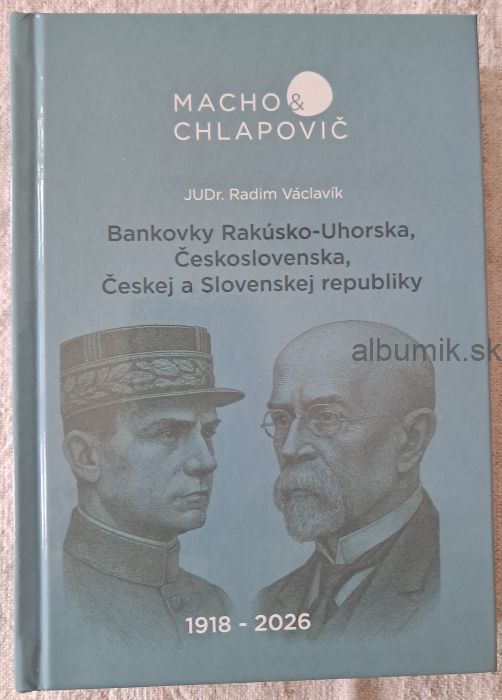 MACHO &
CHLAPOVIČ
JUDr. Radim Václavík
Bankovky Rakúsko-Uhorska,
Československa,
Českej a Slovenskej republiky
albumik.sk
1918 - 2026